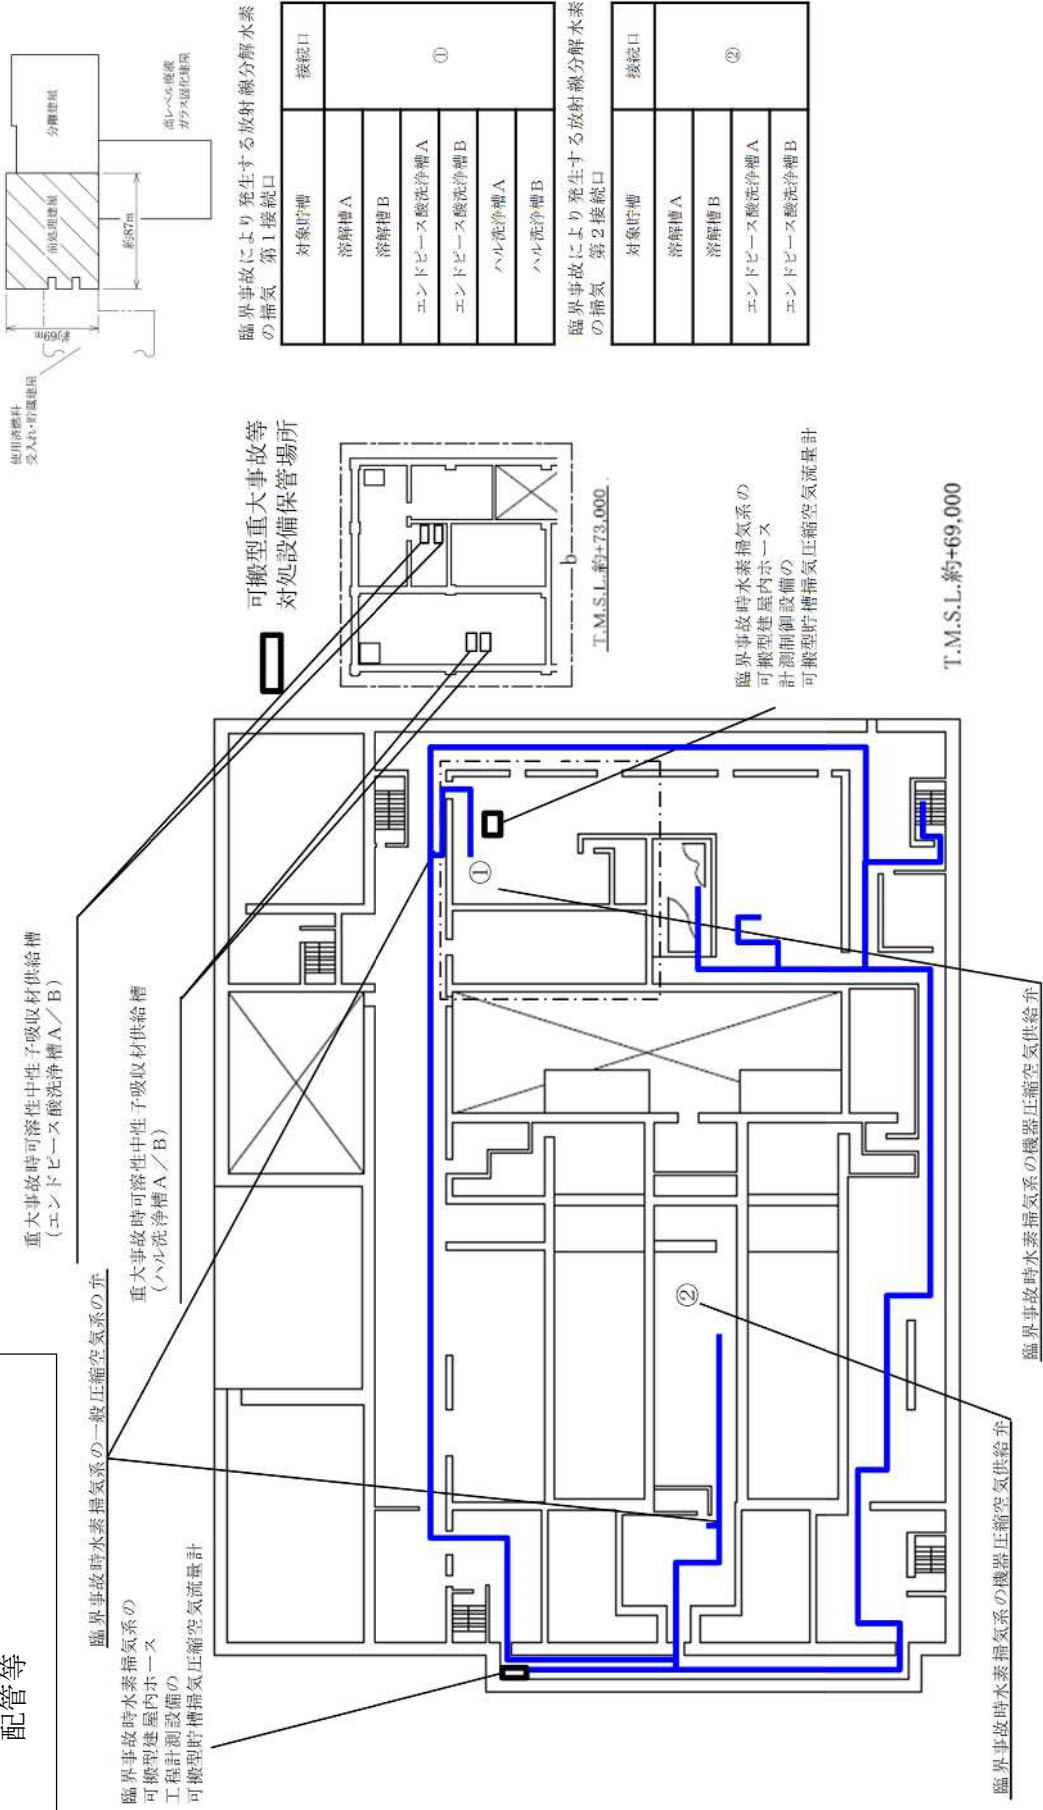 配管等
臨界事故時水素掃気系の
可搬型建屋内ホース
工程計測設備の
可搬型貯槽掃気圧縮空気流量計
臨界事故時水素掃気系の一般圧縮空気系の弁
重大事故時可溶性中性子吸収材供給槽
(エンドピース酸洗浄槽A/B)
重大事故時可溶性中性子吸収材供給槽
(ハル洗浄槽A/B)
①
②
臨界事故時水素掃気系の機器圧縮空気供給弁
臨界事故時水素掃気系の機器圧縮空気供給弁
可搬型重大事故等
対処設備保管場所
b
T.M.S.L.約+73,000
臨界事故時水素掃気系の
可搬型建屋内ホース
計測制御設備の
可搬型貯槽掃気圧縮空気流量計
T.M.S.L.約+69,000
使用済燃料
受入れ・貯蔵建屋
約69m
前処理建屋
約87m
分離建屋
高レベル廃液
ガラス固化建屋
臨界事故により発生する放射線分解水素
の掃気 第1接続口
対象貯槽 接続口
溶解槽A ①
溶解槽B
エンドピース酸洗浄槽A
エンドピース酸洗浄槽B
ハル洗浄槽A
ハル洗浄槽B
臨界事故により発生する放射線分解水素
の掃気 第2接続口
対象貯槽 接続口
溶解槽A ②
溶解槽B
エンドピース酸洗浄槽A
エンドピース酸洗浄槽B